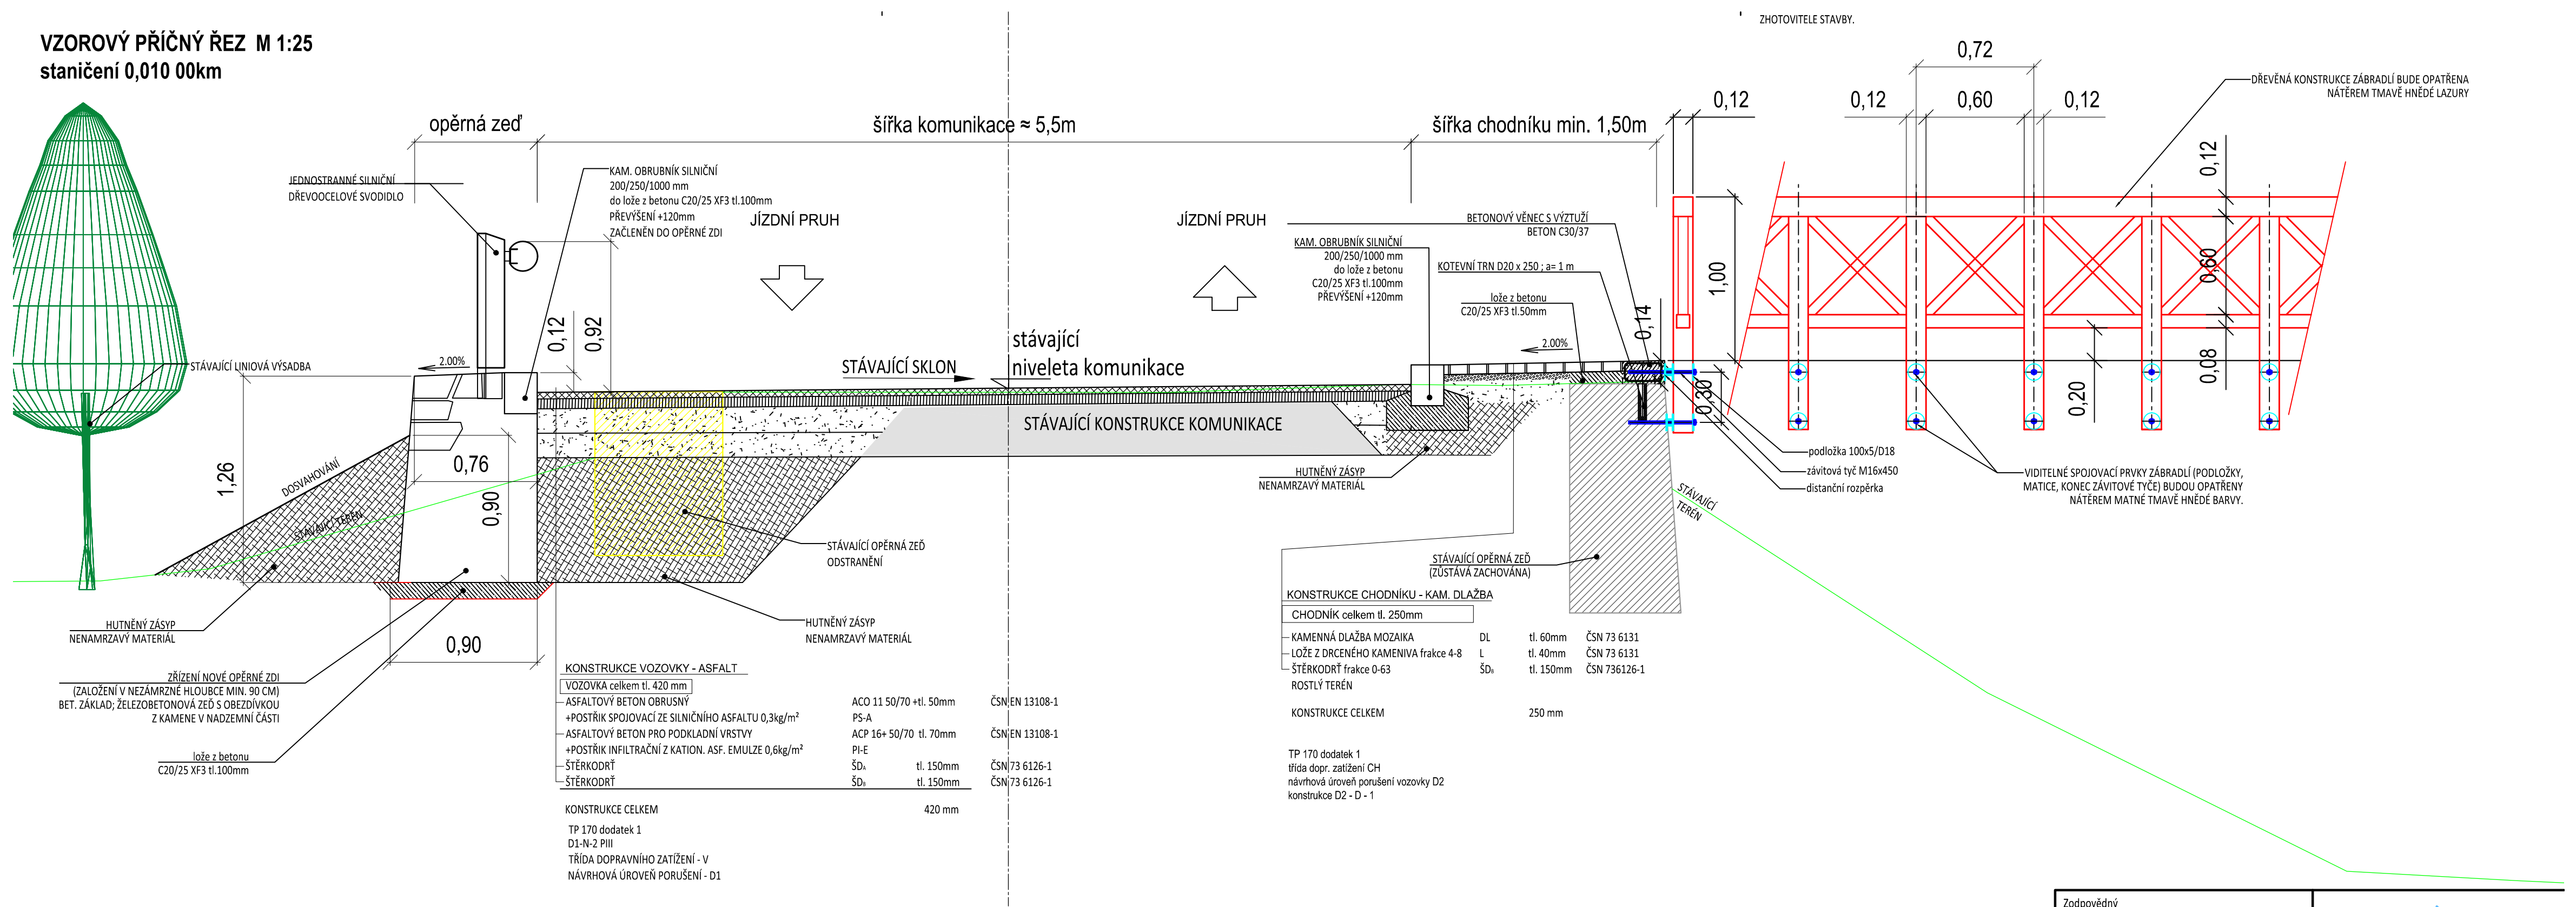 ZHOTOVITELE STAVBY.
VZOROVÝ PŘÍČNÝ ŘEZ  M 1:25
staničení 0,010 00km
opěrná zeď
šířka komunikace ≈ 5,5m
šířka chodníku min. 1,50m
0,12
0,72
0,12
0,60
0,12
DŘEVĚNÁ KONSTRUKCE ZÁBRADLÍ BUDE OPATŘENA
NÁTĚREM TMAVĚ HNĚDÉ LAZURY
JEDNOSTRANNÉ SILNIČNÍ
DŘEVOOCELOVÉ SVODIDLO
KAM. OBRUBNÍK SILNIČNÍ
200/250/1000 mm
do lože z betonu C20/25 XF3 tl.100mm
PŘEVÝŠENÍ +120mm
ZAČLENĚN DO OPĚRNÉ ZDI
JÍZDNÍ PRUH
JÍZDNÍ PRUH
BETONOVÝ VĚNEC S VÝZTUŽÍ
BETON C30/37
KAM. OBRUBNÍK SILNIČNÍ
200/250/1000 mm
do lože z betonu
C20/25 XF3 tl.100mm
PŘEVÝŠENÍ +120mm
KOTEVNÍ TRN D20 x 250 ; a= 1 m
lože z betonu
C20/25 XF3 tl.50mm
0,12
0,92
0,14
0,30
1,00
0,12
0,60
0,08
0,20
STÁVAJÍCÍ LINIOVÁ VÝSADBA
2.00%
STÁVAJÍCÍ SKLON
stávající
niveleta komunikace
2.00%
STÁVAJÍCÍ KONSTRUKCE KOMUNIKACE
1,26
DOSVAHOVÁNÍ
STÁVAJÍCÍ TERÉN
0,76
0,90
0,90
STÁVAJÍCÍ OPĚRNÁ ZEĎ
ODSTRANĚNÍ
HUTNĚNÝ ZÁSYP
NENAMRZAVÝ MATERIÁL
HUTNĚNÝ ZÁSYP
NENAMRZAVÝ MATERIÁL
HUTNĚNÝ ZÁSYP
NENAMRZAVÝ MATERIÁL
podložka 100x5/D18
závitová tyč M16x450
distanční rozpěrka
STÁVAJÍCÍ
TERÉN
VIDITELNÉ SPOJOVACÍ PRVKY ZÁBRADLÍ (PODLOŽKY,
MATICE, KONEC ZÁVITOVÉ TYČE) BUDOU OPATŘENY
NÁTĚREM MATNÉ TMAVĚ HNĚDÉ BARVY.
STÁVAJÍCÍ OPĚRNÁ ZEĎ
(ZŮSTÁVÁ ZACHOVÁNA)
ZŘÍZENÍ NOVÉ OPĚRNÉ ZDI
(ZALOŽENÍ V NEZÁMRZNÉ HLOUBCE MIN. 90 CM)
BET. ZÁKLAD; ŽELEZOBETONOVÁ ZEĎ S OBEZDÍVKOU
Z KAMENE V NADZEMNÍ ČÁSTI
lože z betonu
C20/25 XF3 tl.100mm
KONSTRUKCE VOZOVKY - ASFALT
VOZOVKA celkem tl. 420 mm
ASFALTOVÝ BETON OBRUSNÝ ACO 11 50/70 +tl. 50mm ČSN EN 13108-1
+POSTŘIK SPOJOVACÍ ZE SILNIČNÍHO ASFALTU 0,3kg/m² PS-A
ASFALTOVÝ BETON PRO PODKLADNÍ VRSTVY ACP 16+ 50/70 tl. 70mm ČSN EN 13108-1
+POSTŘIK INFILTRAČNÍ Z KATION. ASF. EMULZE 0,6kg/m² PI-E
ŠTĚRKODRŤ ŠDA tl. 150mm ČSN 73 6126-1
ŠTĚRKODRŤ ŠDB tl. 150mm ČSN 73 6126-1
KONSTRUKCE CELKEM 420 mm
TP 170 dodatek 1
D1-N-2 PIII
TŘÍDA DOPRAVNÍHO ZATÍŽENÍ - V
NÁVRHOVÁ ÚROVEŇ PORUŠENÍ - D1
KONSTRUKCE CHODNÍKU - KAM. DLAŽBA
CHODNÍK celkem tl. 250mm
KAMENNÁ DLAŽBA MOZAIKA DL tl. 60mm ČSN 73 6131
LOŽE Z DRCENÉHO KAMENIVA frakce 4-8 L tl. 40mm ČSN 73 6131
ŠTĚRKODRŤ frakce 0-63 ŠDB tl. 150mm ČSN 736126-1
ROSTLÝ TERÉN
KONSTRUKCE CELKEM 250 mm
TP 170 dodatek 1
třída dopr. zatížení CH
návrhová úroveň porušení vozovky D2
konstrukce D2 - D - 1
Zodpovědný